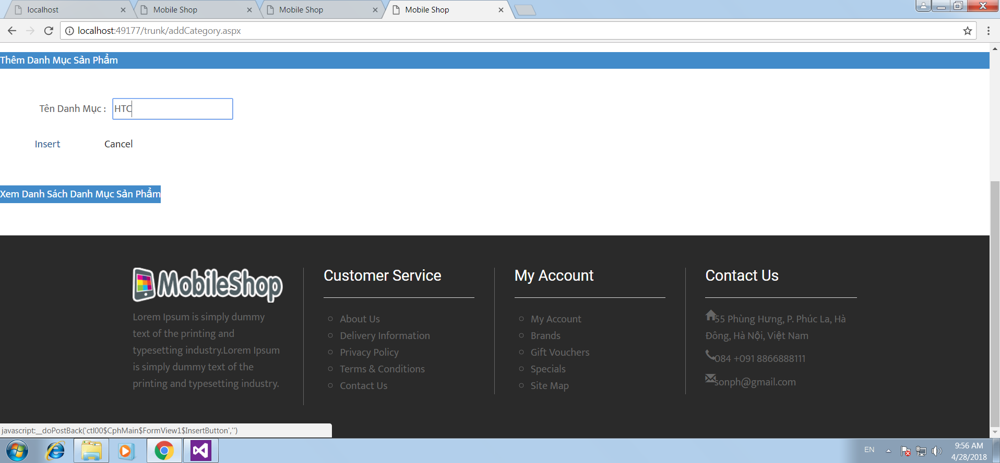 localhost
Mobile Shop
Mobile Shop
Mobile Shop
localhost:49177/trunk/addCategory.aspx
Thêm Danh Mục Sản Phẩm
Tên Danh Mục : HTC
Insert Cancel
Xem Danh Sách Danh Mục Sản Phẩm
MobileShop
Lorem Ipsum is simply dummy
text of the printing and
typesetting industry.Lorem Ipsum
is simply dummy text of the
printing and typesetting industry.
Customer Service
About Us
Delivery Information
Privacy Policy
Terms & Conditions
Contact Us
My Account
My Account
Brands
Gift Vouchers
Specials
Site Map
Contact Us
55 Phùng Hưng, P. Phúc La, Hà
Đông, Hà Nội, Việt Nam
084 +091 8866888111
sonph@gmail.com
javascript:__doPostBack('ctl00$CphMain$FormView1$InsertButton','')
EN
9:56 AM
4/28/2018